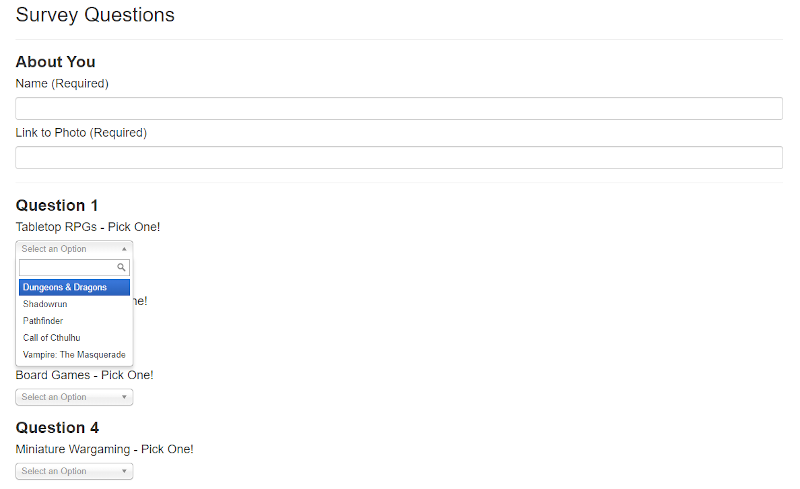 Survey Questions
About You
Name (Required)
Link to Photo (Required)
Question 1
Tabletop RPGs - Pick One!
Select an Option
Dungeons & Dragons
Shadowrun
Pathfinder
Call of Cthulhu
Vampire: The Masquerade
Board Games - Pick One!
Select an Option
Question 4
Miniature Wargaming - Pick One!
Select an Option